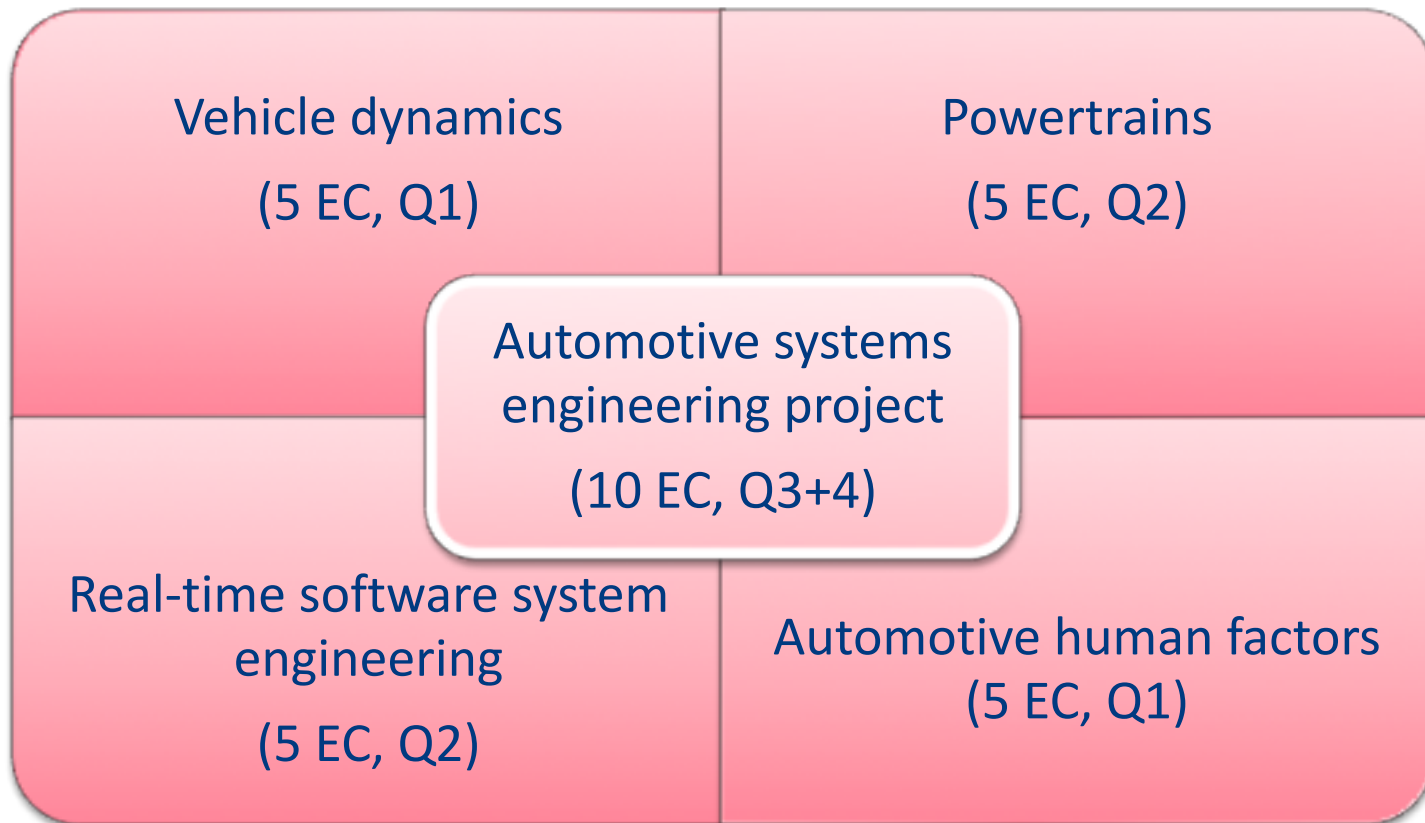 Vehicle dynamics
(5 EC, Q1)
Powertrains
(5 EC, Q2)
Automotive systems
engineering project
(10 EC, Q3+4)
Real-time software system
engineering
(5 EC, Q2)
Automotive human factors
(5 EC, Q1)